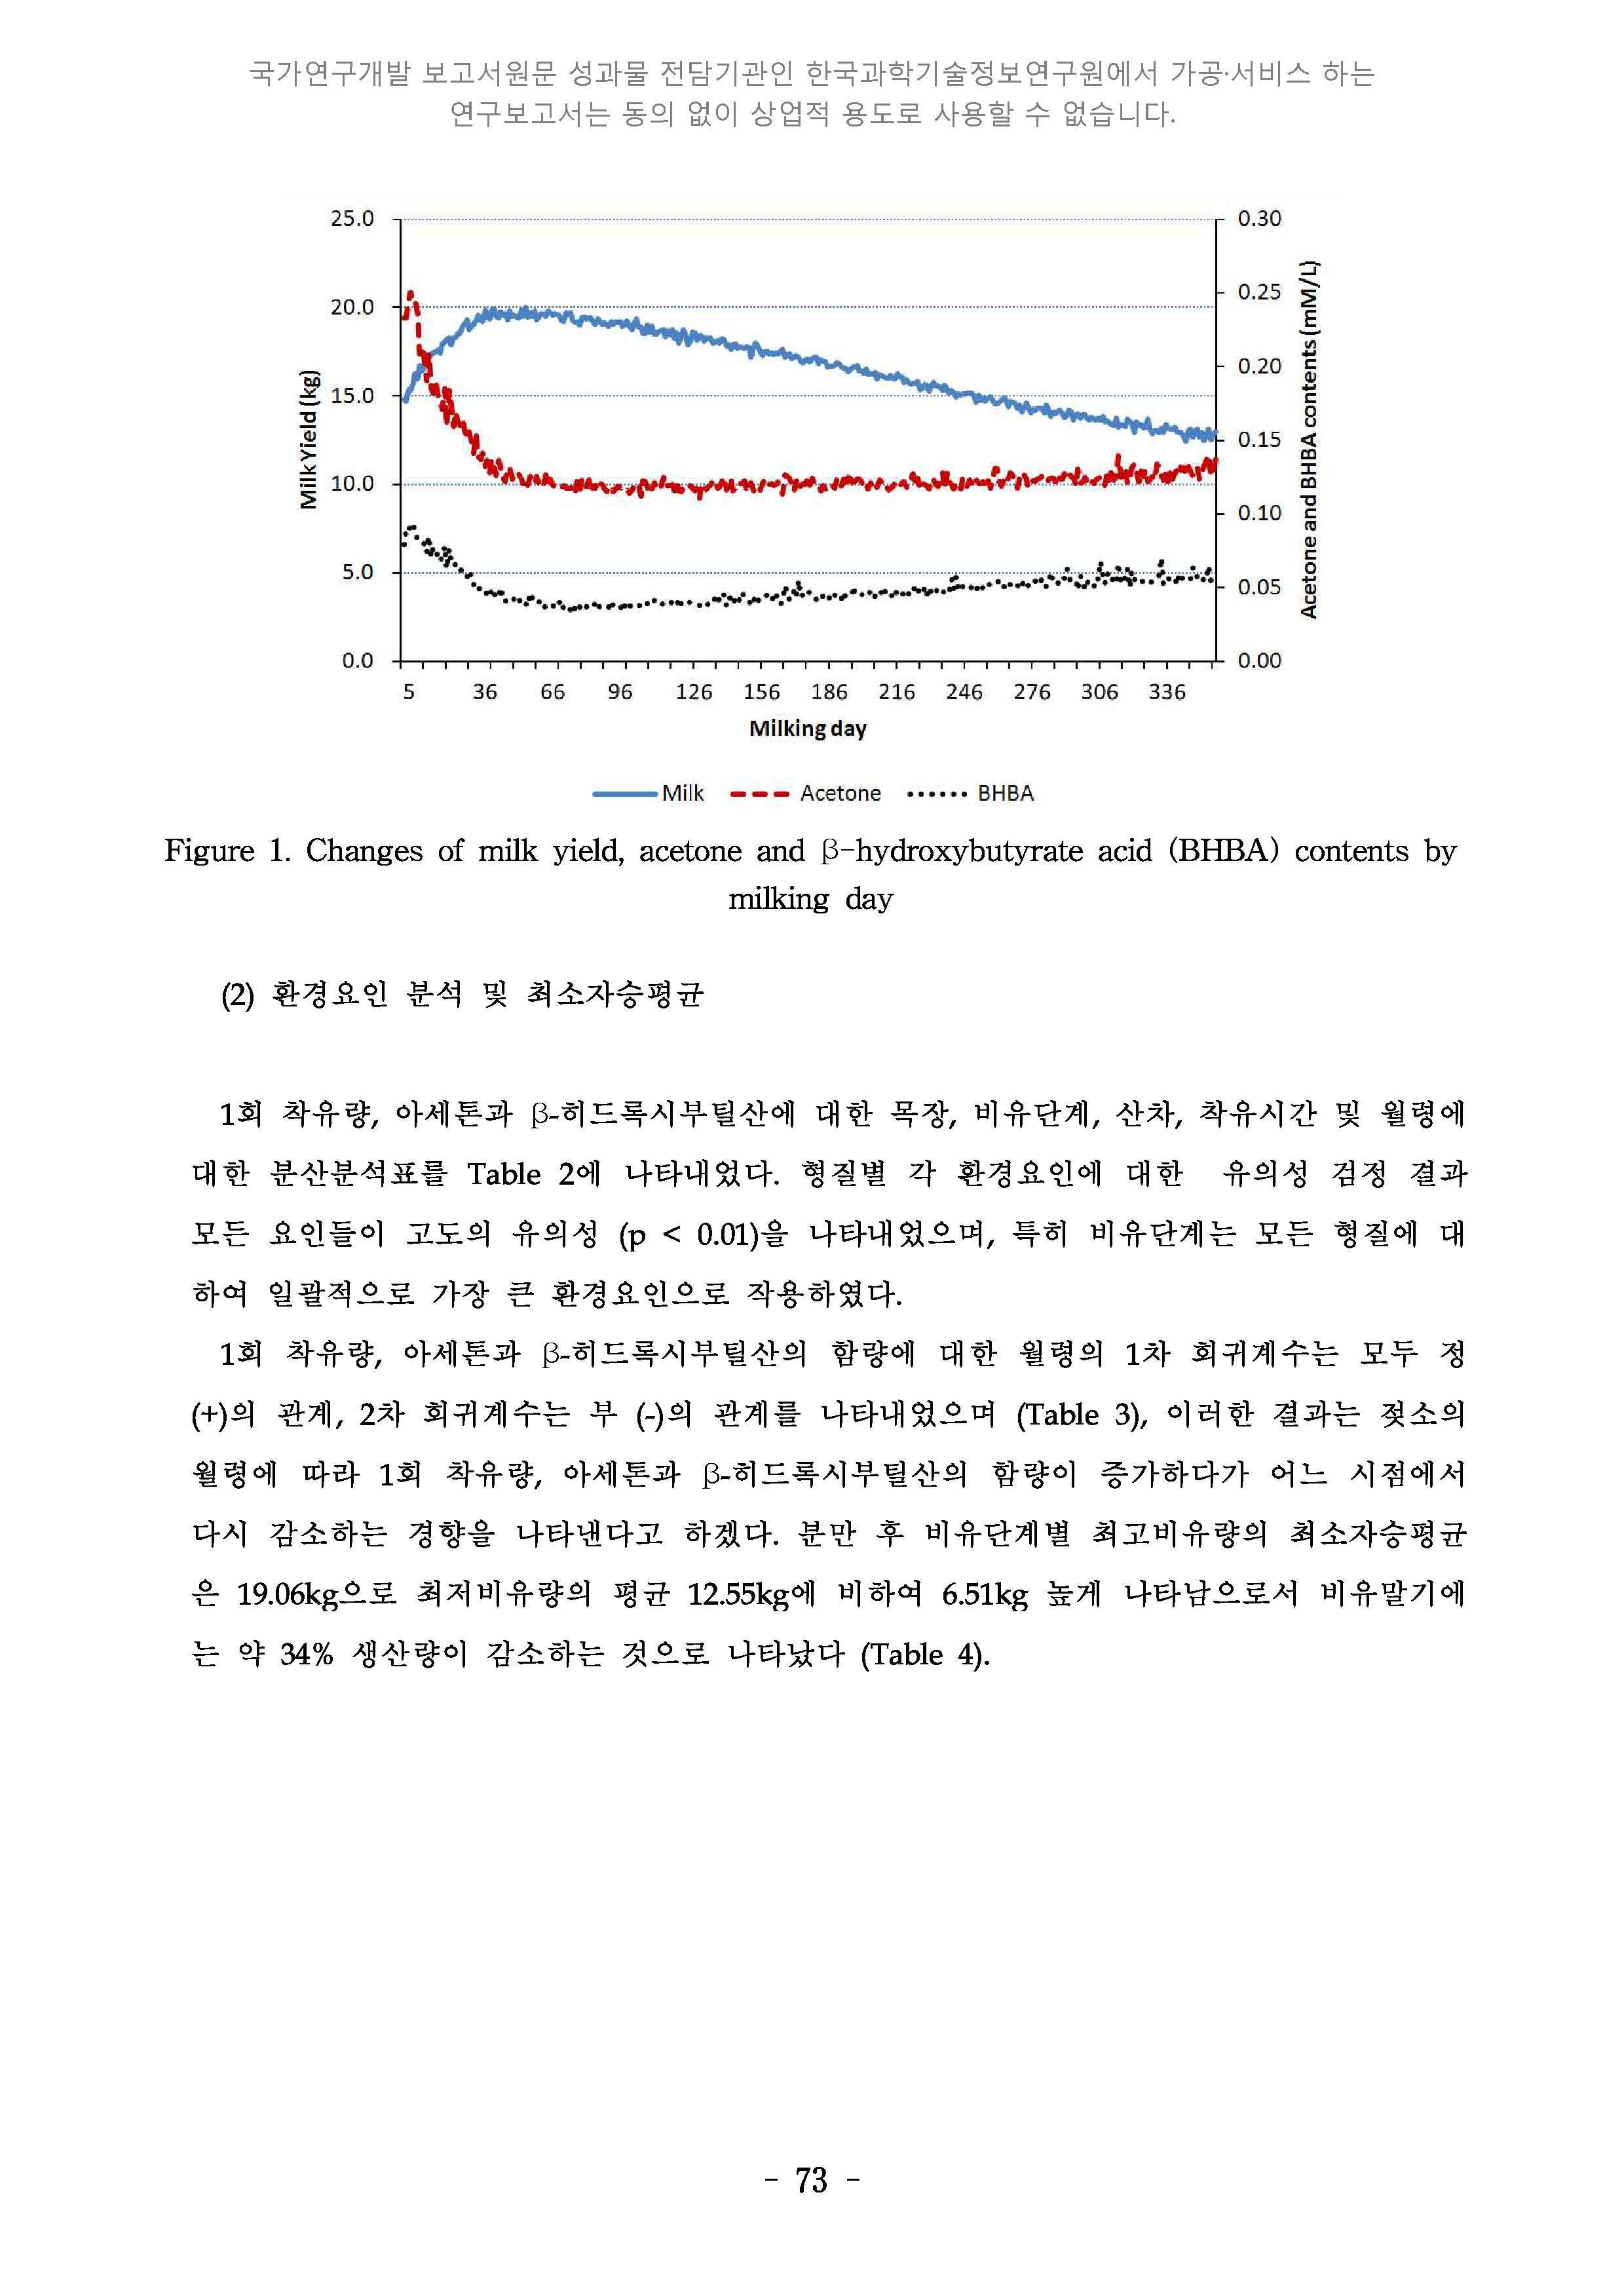 국가연구개발 보고서원문 성과물 전담기관인 한국과학기술정보연구원에서 가공·서비스 하는
연구보고서는 동의 없이 상업적 용도로 사용할 수 없습니다.
25.0
20.0
15.0
10.0
5.0
0.0
Milk Yield (kg)
0.30
0.25
0.20
0.15
0.10
0.05
0.00
Acetone and BHBA contents (mM/L)
5 36 66 96 126 156 186 216 246 276 306 336
Milking day
Milk Acetone BHBA
Figure 1. Changes of milk yield, acetone and β-hydroxybutyrate acid (BHBA) contents by
milking day
(2) 환경요인 분석 및 최소자승평균
1회 착유량, 아세톤과 β-히드록시부틸산에 대한 목장, 비유단계, 산차, 착유시간 및 월령에
대한 분산분석표를 Table 2에 나타내었다. 형질별 각 환경요인에 대한 유의성 검정 결과
모든 요인들이 고도의 유의성 (p < 0.01)을 나타내었으며, 특히 비유단계는 모든 형질에 대
하여 일괄적으로 가장 큰 환경요인으로 작용하였다.
1회 착유량, 아세톤과 β-히드록시부틸산의 함량에 대한 월령의 1차 회귀계수는 모두 정
(+)의 관계, 2차 회귀계수는 부 (-)의 관계를 나타내었으며 (Table 3), 이러한 결과는 젖소의
월령에 따라 1회 착유량, 아세톤과 β-히드록시부틸산의 함량이 증가하다가 어느 시점에서
다시 감소하는 경향을 나타낸다고 하겠다. 분만 후 비유단계별 최고비유량의 최소자승평균
은 19.06kg으로 최저비유량의 평균 12.55kg에 비하여 6.51kg 높게 나타남으로서 비유말기에
는 약 34% 생산량이 감소하는 것으로 나타났다 (Table 4).
- 73 -